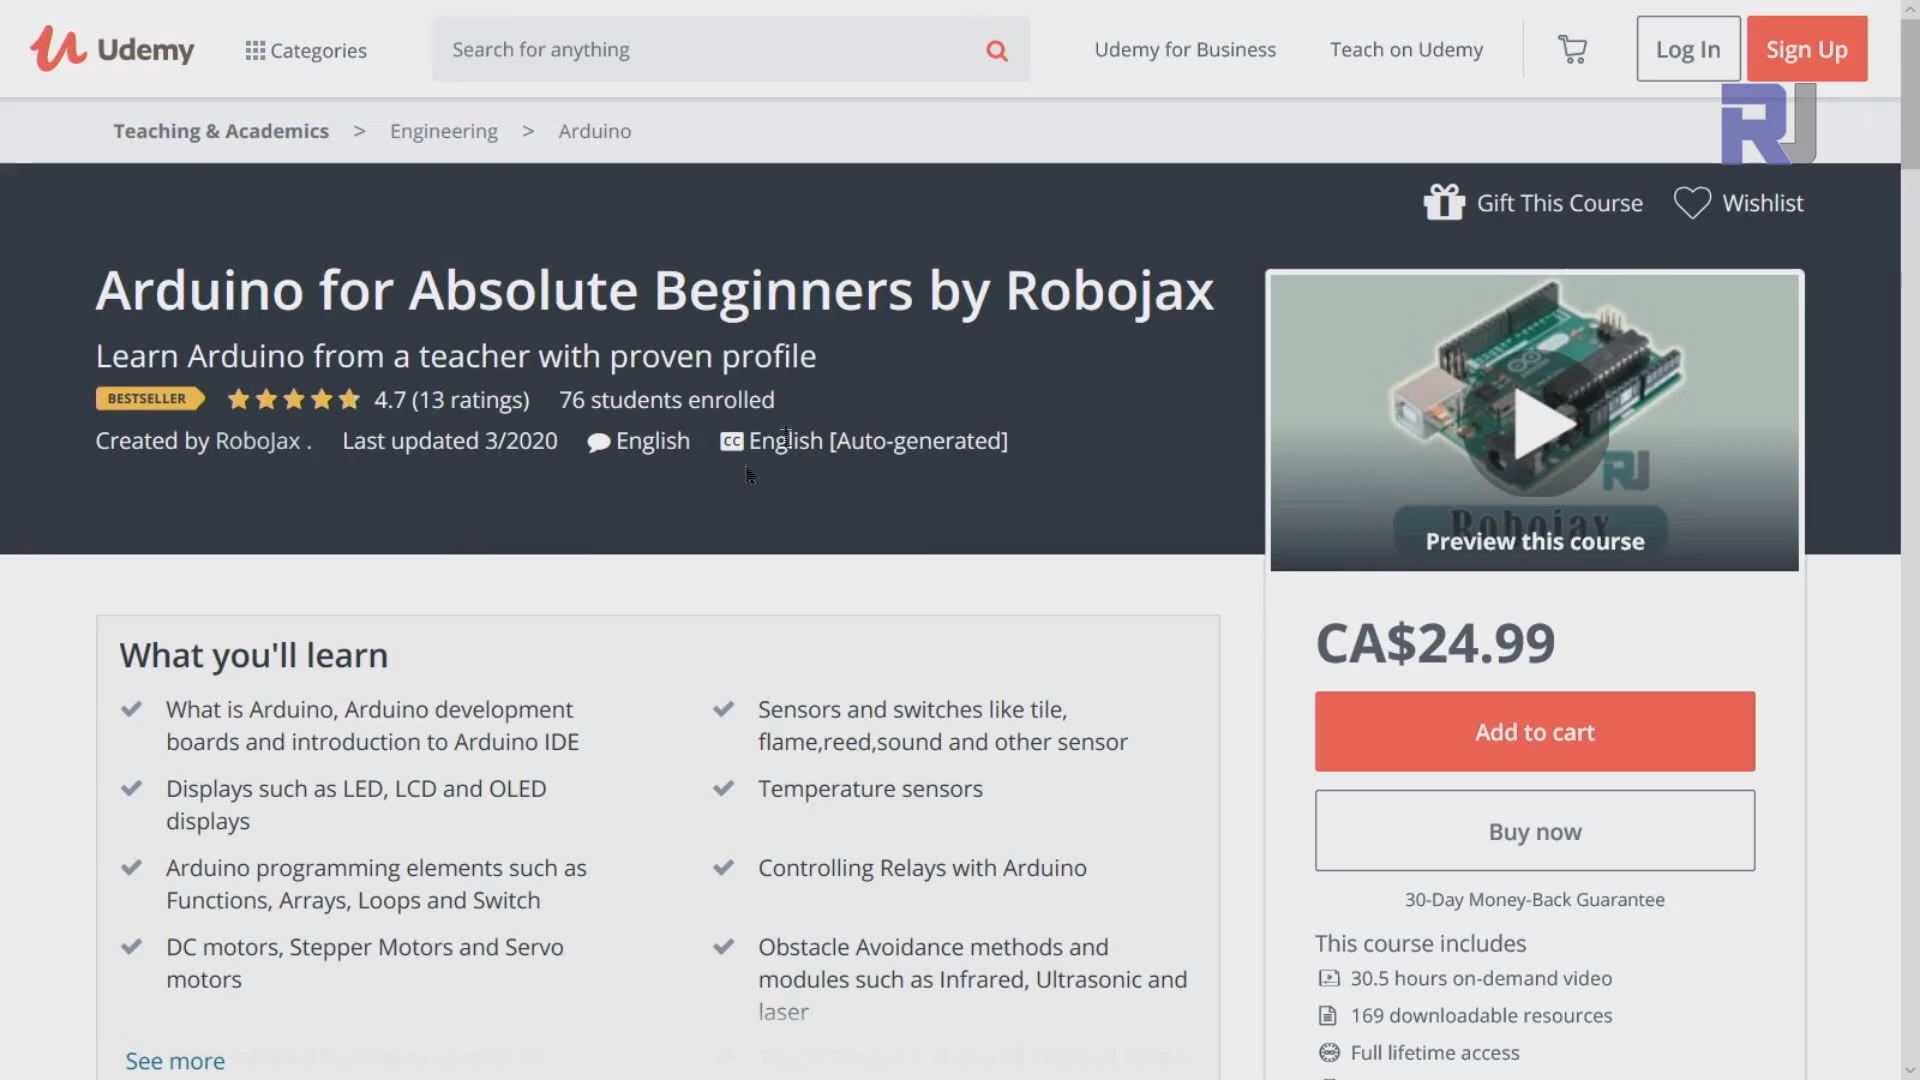 Udemy
Categories
Search for anything
Udemy for Business
Teach on Udemy
Log In
Sign Up
RJ
Teaching & Academics > Engineering > Arduino
Gift This Course
Wishlist
Arduino for Absolute Beginners by Robojax
Learn Arduino from a teacher with proven profile
BESTSELLER 4.7 (13 ratings) 76 students enrolled
Created by RoboJax . Last updated 3/2020 English CC English [Auto-generated]
RJ
Robojax
Preview this course
What you'll learn
What is Arduino, Arduino development
boards and introduction to Arduino IDE
Displays such as LED, LCD and OLED
displays
Arduino programming elements such as
Functions, Arrays, Loops and Switch
DC motors, Stepper Motors and Servo
motors
Sensors and switches like tile,
flame,reed,sound and other sensor
Temperature sensors
Controlling Relays with Arduino
Obstacle Avoidance methods and
modules such as Infrared, Ultrasonic and
laser
See more
CA$24.99
Add to cart
Buy now
30-Day Money-Back Guarantee
This course includes
30.5 hours on-demand video
169 downloadable resources
Full lifetime access